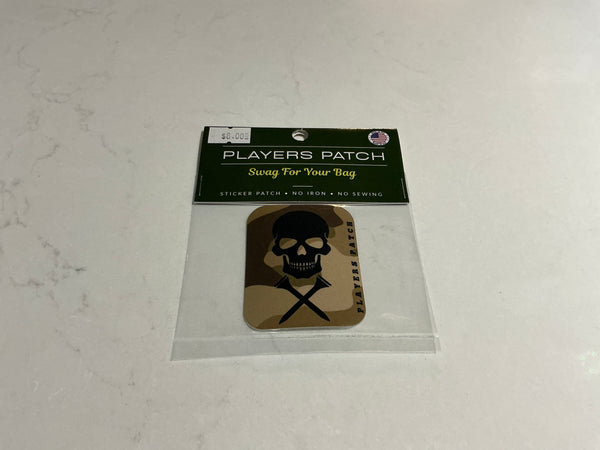 $8.00
PLAYERS PATCH
Swag For Your Bag
STICKER PATCH • NO IRON • NO SEWING
PLAYERS PATCH